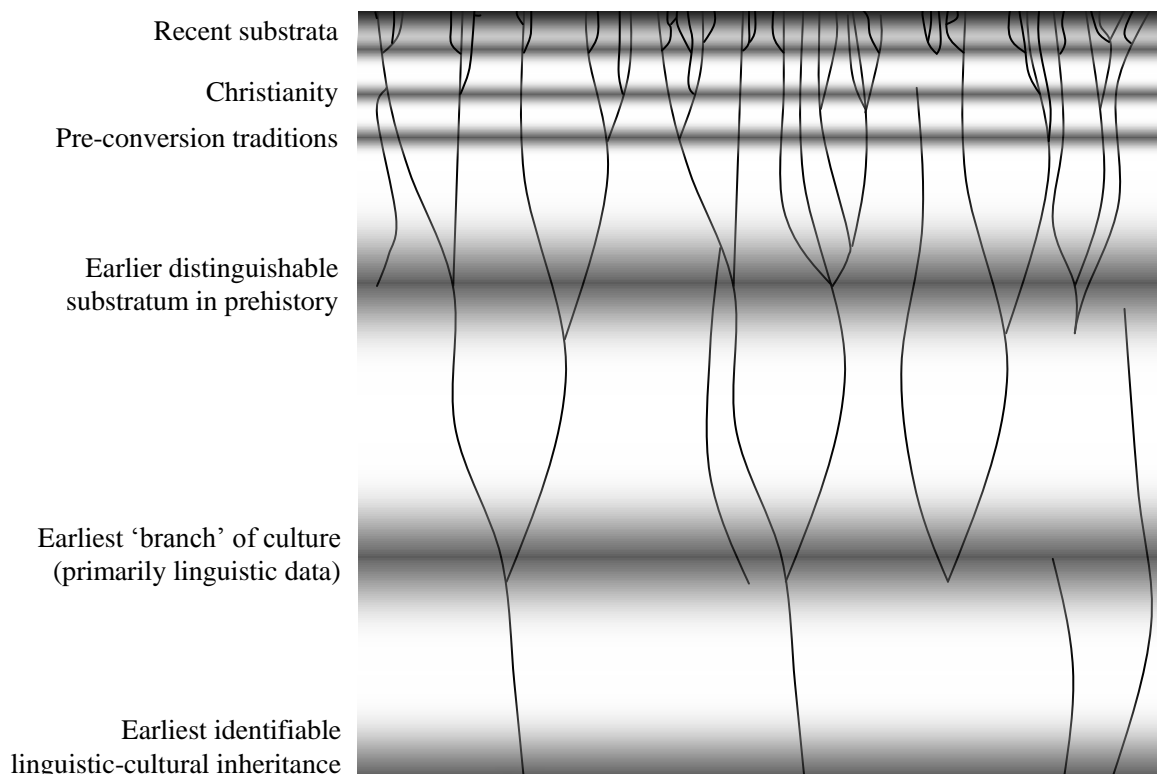 Recent substrata
Christianity
Pre-conversion traditions
Earlier distinguishable
substratum in prehistory
Earliest ‘branch’ of culture
(primarily linguistic data)
Earliest identifiable
linguistic-cultural inheritance